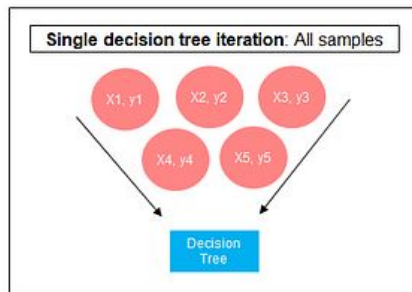 Single decision tree iteration: All samples
X1, y1
X2, y2
X3, y3
X4, y4
X5, y5
Decision
Tree